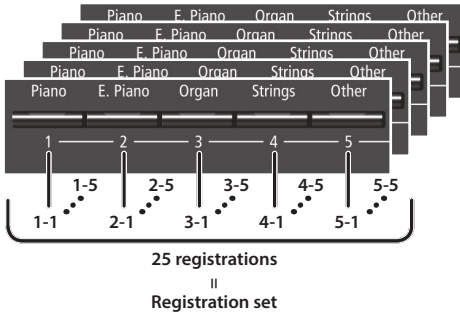 Piano E. Piano Organ Strings Other
Piano E. Piano Organ Strings Other
Piano E. Piano Organ Strings Other
Piano E. Piano Organ Strings Other
Piano E. Piano Organ Strings Other
1 2 3 4 5
1-5 2-5 3-5 4-5 5-5
1-1 2-1 3-1 4-1 5-1
25 registrations
=
Registration set